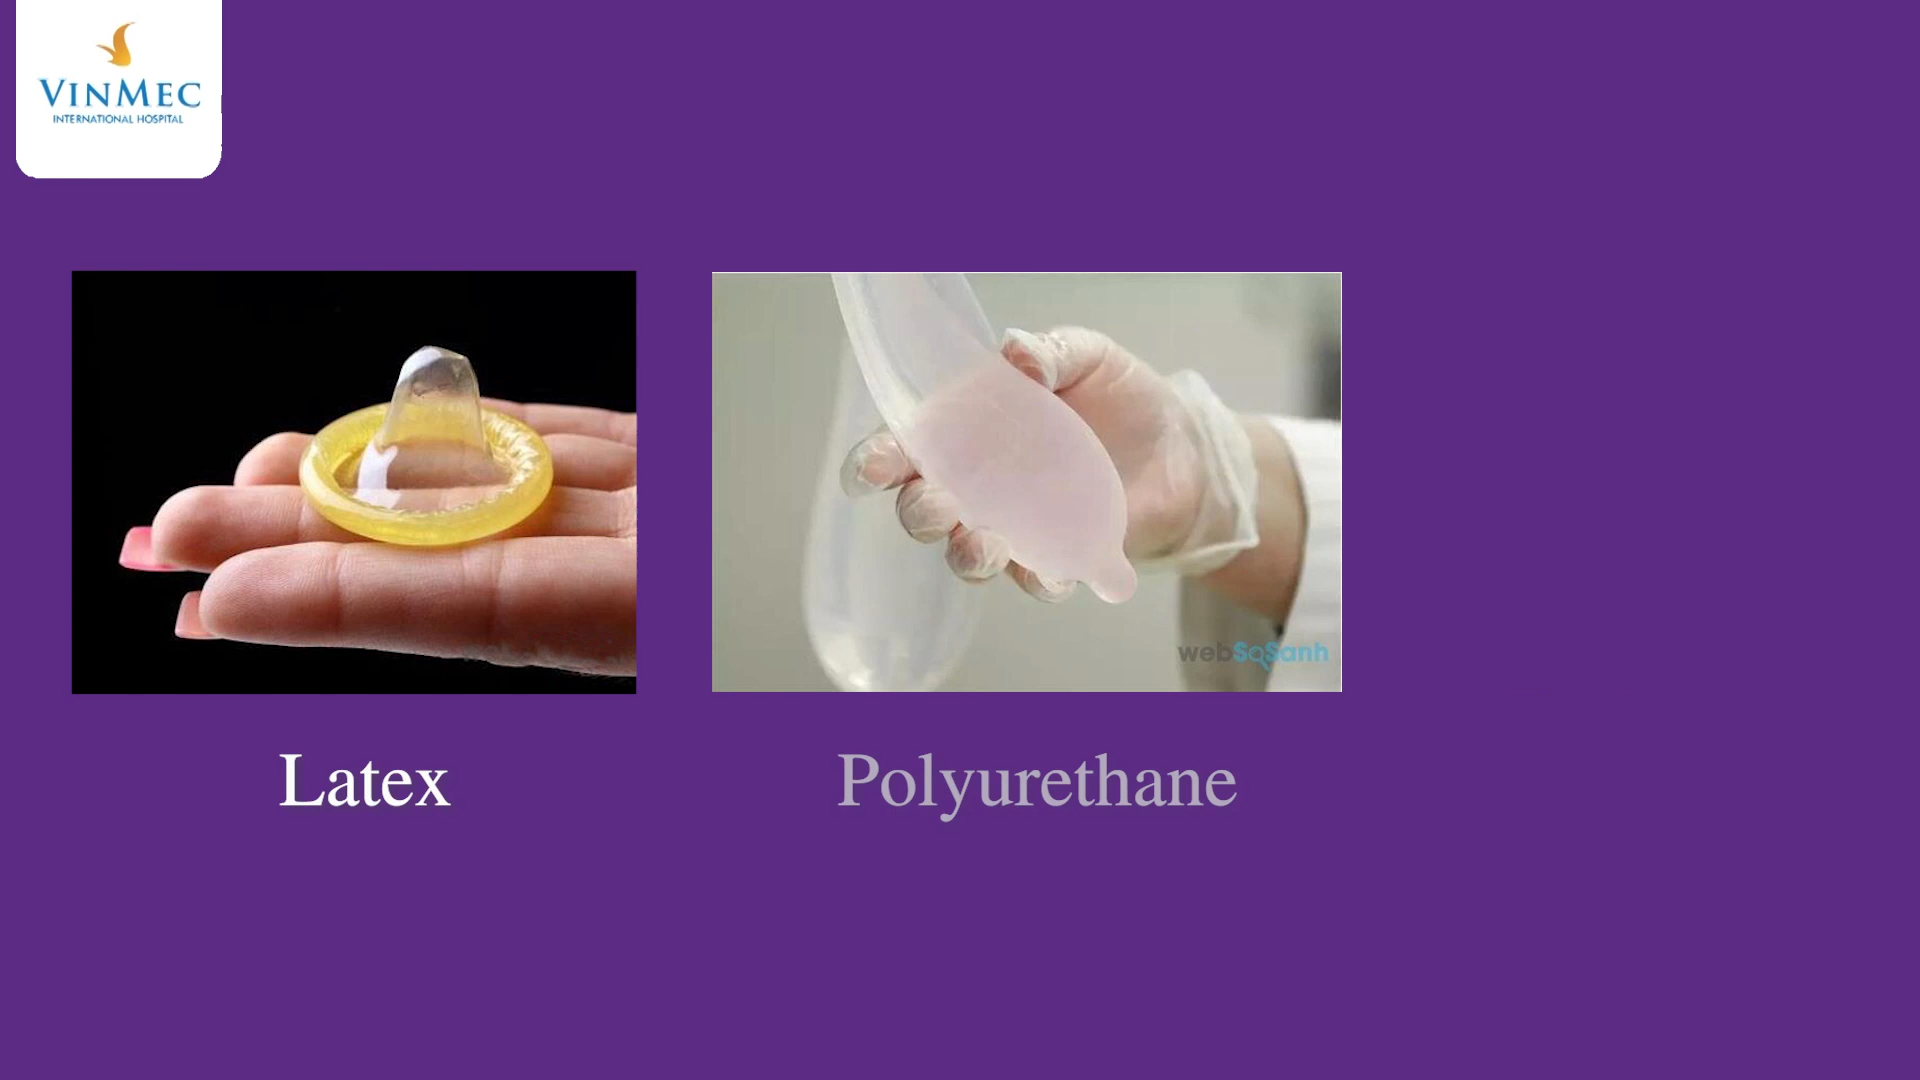 VINMEC
INTERNATIONAL HOSPITAL
webSoSanh
Latex
Polyurethane